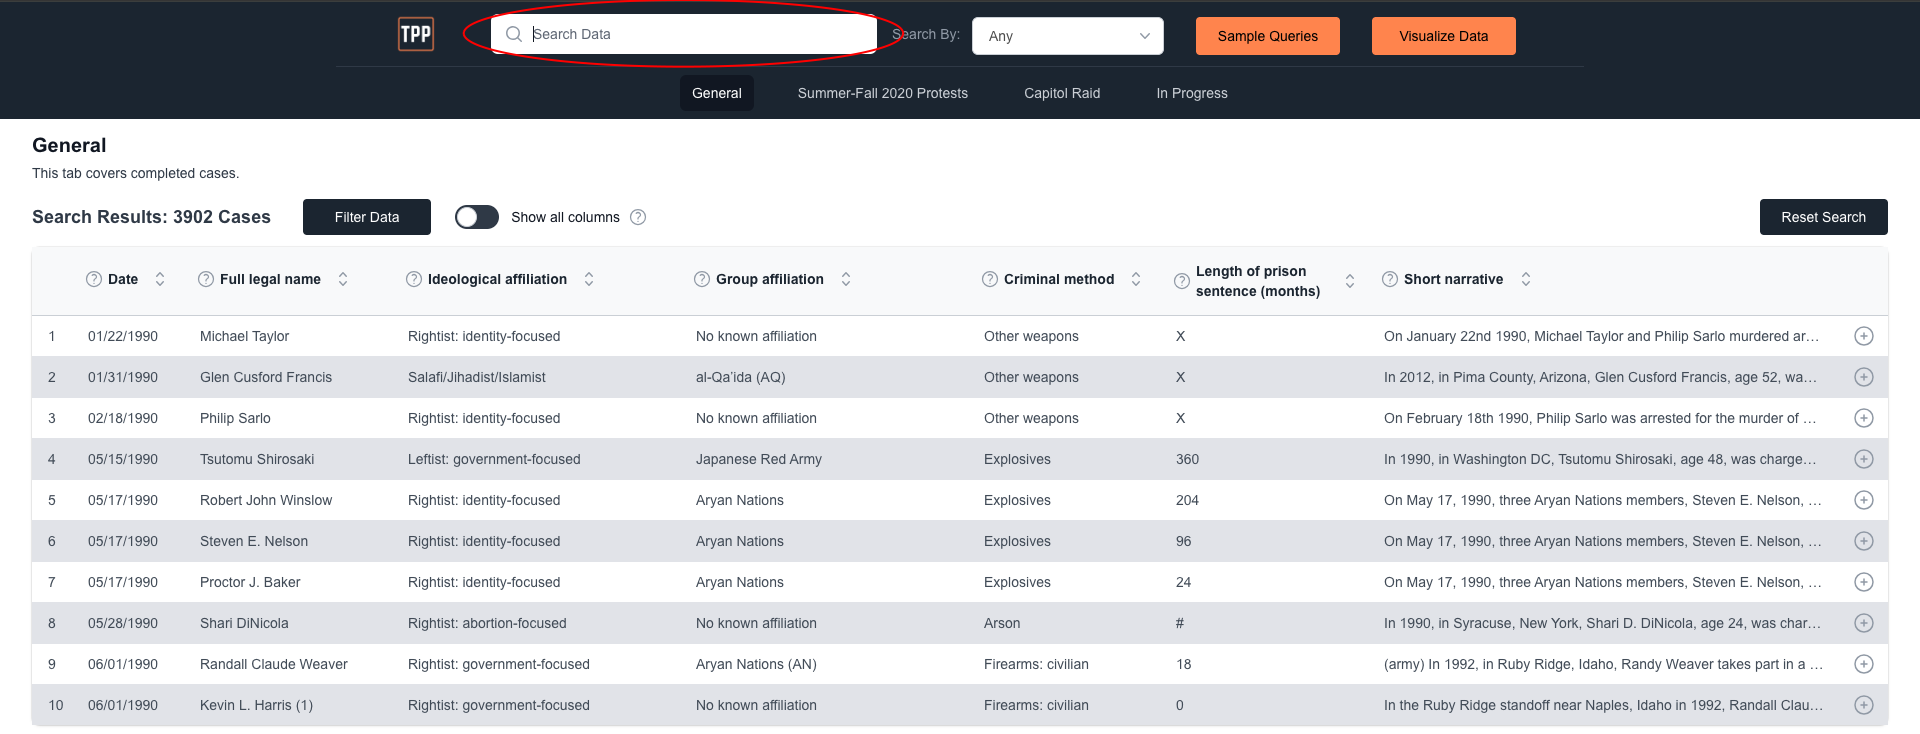 TPP Search Data Search By: Any Sample Queries Visualize Data
General Summer-Fall 2020 Protests Capitol Raid In Progress
General
This tab covers completed cases.
Search Results: 3902 Cases Filter Data Show all columns ? Reset Search
? Date ? Full legal name ? Ideological affiliation ? Group affiliation ? Criminal method ? Length of prison sentence (months) ? Short narrative
1 01/22/1990 Michael Taylor Rightist: identity-focused No known affiliation Other weapons X On January 22nd 1990, Michael Taylor and Philip Sarlo murdered ar…
2 01/31/1990 Glen Cusford Francis Salafi/Jihadist/Islamist al-Qa’ida (AQ) Other weapons X In 2012, in Pima County, Arizona, Glen Cusford Francis, age 52, wa…
3 02/18/1990 Philip Sarlo Rightist: identity-focused No known affiliation Other weapons X On February 18th 1990, Philip Sarlo was arrested for the murder of …
4 05/15/1990 Tsutomu Shirosaki Leftist: government-focused Japanese Red Army Explosives 360 In 1990, in Washington DC, Tsutomu Shirosaki, age 48, was charge…
5 05/17/1990 Robert John Winslow Rightist: identity-focused Aryan Nations Explosives 204 On May 17, 1990, three Aryan Nations members, Steven E. Nelson, …
6 05/17/1990 Steven E. Nelson Rightist: identity-focused Aryan Nations Explosives 96 On May 17, 1990, three Aryan Nations members, Steven E. Nelson, …
7 05/17/1990 Proctor J. Baker Rightist: identity-focused Aryan Nations Explosives 24 On May 17, 1990, three Aryan Nations members, Steven E. Nelson, …
8 05/28/1990 Shari DiNicola Rightist: abortion-focused No known affiliation Arson # In 1990, in Syracuse, New York, Shari D. DiNicola, age 24, was char…
9 06/01/1990 Randall Claude Weaver Rightist: government-focused Aryan Nations (AN) Firearms: civilian 18 (army) In 1992, in Ruby Ridge, Idaho, Randy Weaver takes part in a …
10 06/01/1990 Kevin L. Harris (1) Rightist: government-focused No known affiliation Firearms: civilian 0 In the Ruby Ridge standoff near Naples, Idaho in 1992, Randall Clau…